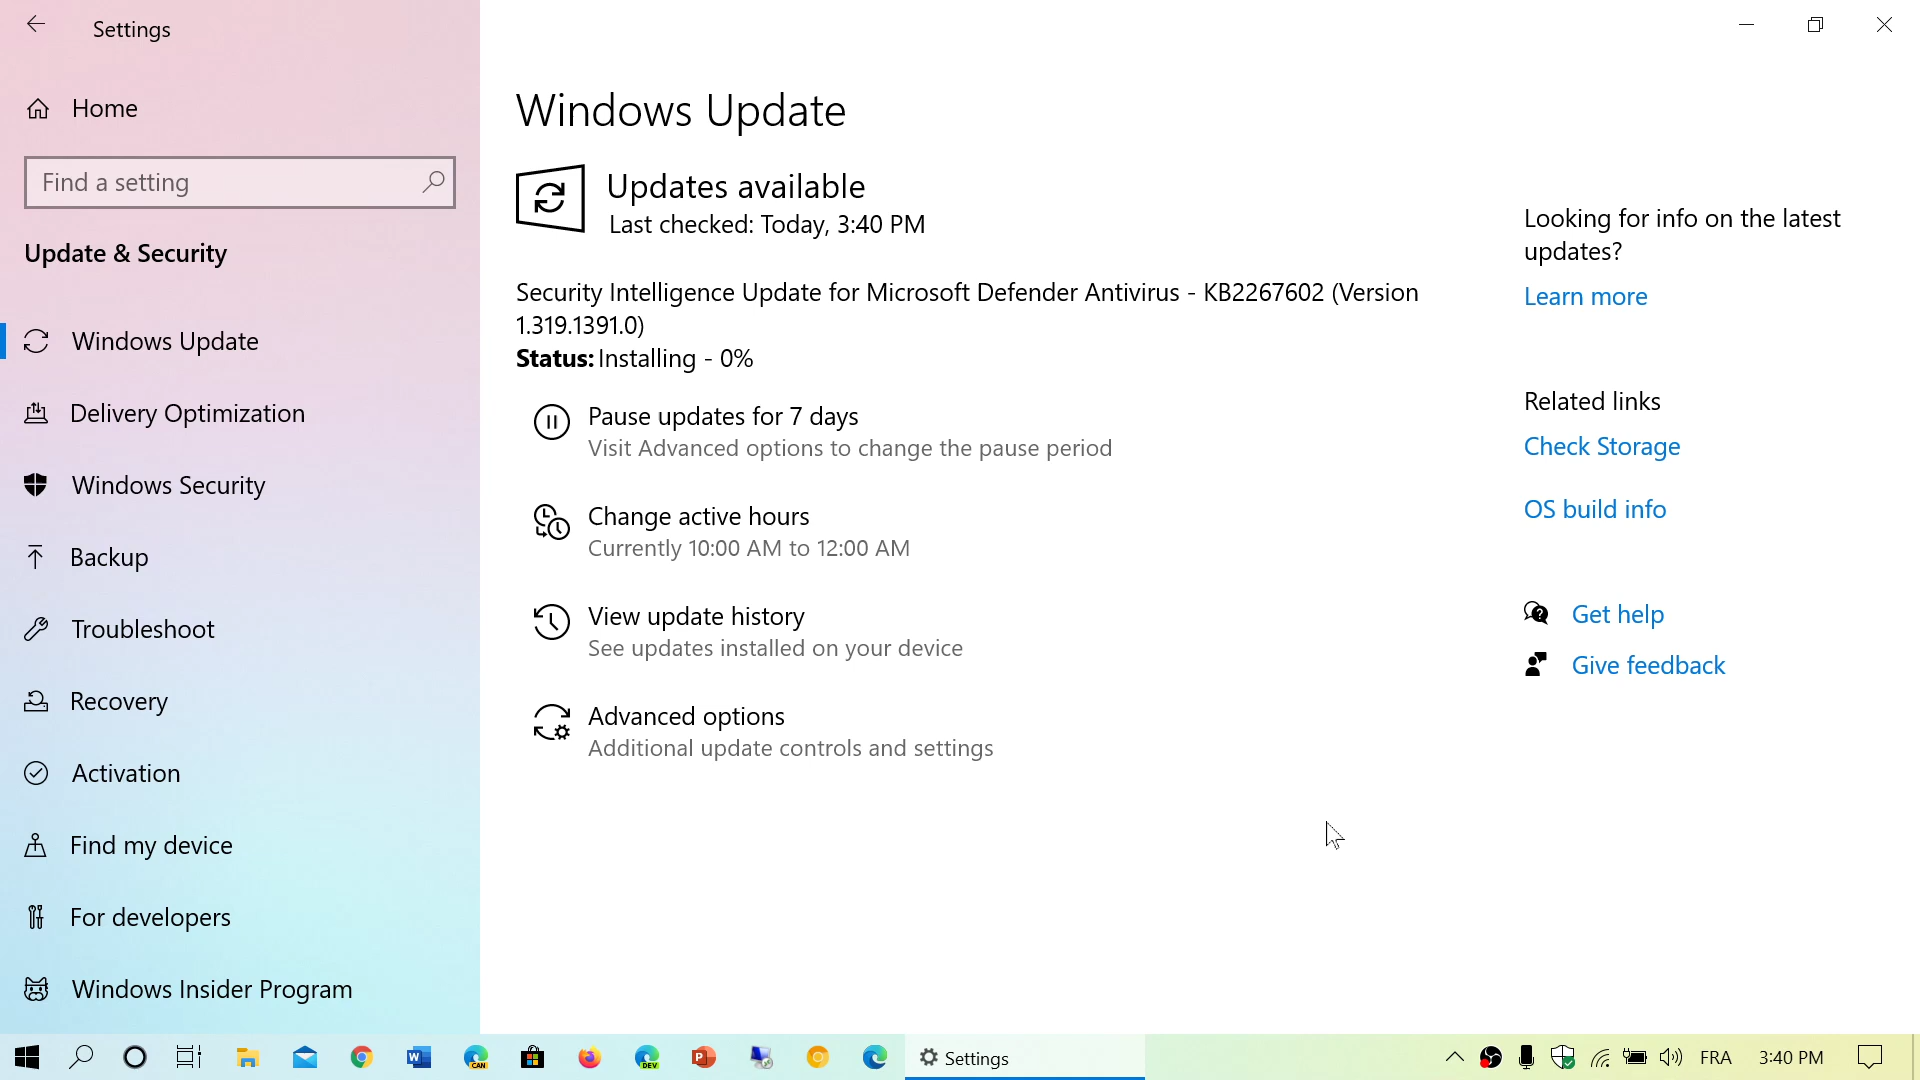 Settings
Home
Find a setting
Update & Security
Windows Update
Delivery Optimization
Windows Security
Backup
Troubleshoot
Recovery
Activation
Find my device
For developers
Windows Insider Program
Windows Update
Updates available
Last checked: Today, 3:40 PM
Security Intelligence Update for Microsoft Defender Antivirus - KB2267602 (Version
1.319.1391.0)
Status: Installing - 0%
Pause updates for 7 days
Visit Advanced options to change the pause period
Change active hours
Currently 10:00 AM to 12:00 AM
View update history
See updates installed on your device
Advanced options
Additional update controls and settings
Looking for info on the latest
updates?
Learn more
Related links
Check Storage
OS build info
Get help
Give feedback
W
CAN
DEV
P
Settings
FRA
3:40 PM